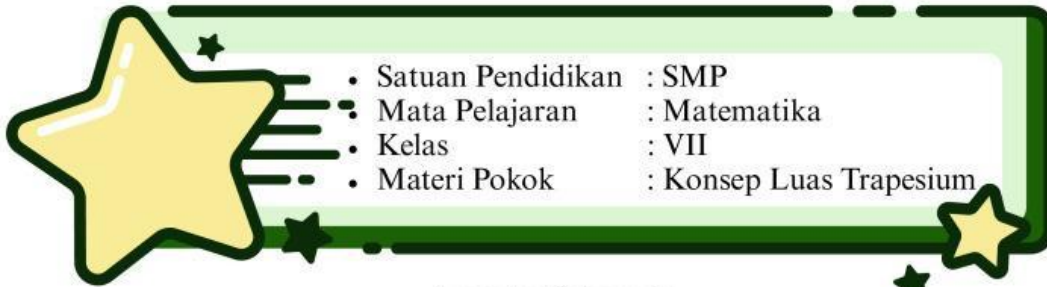 • Satuan Pendidikan : SMP
• Mata Pelajaran : Matematika
• Kelas : VII
• Materi Pokok : Konsep Luas Trapesium